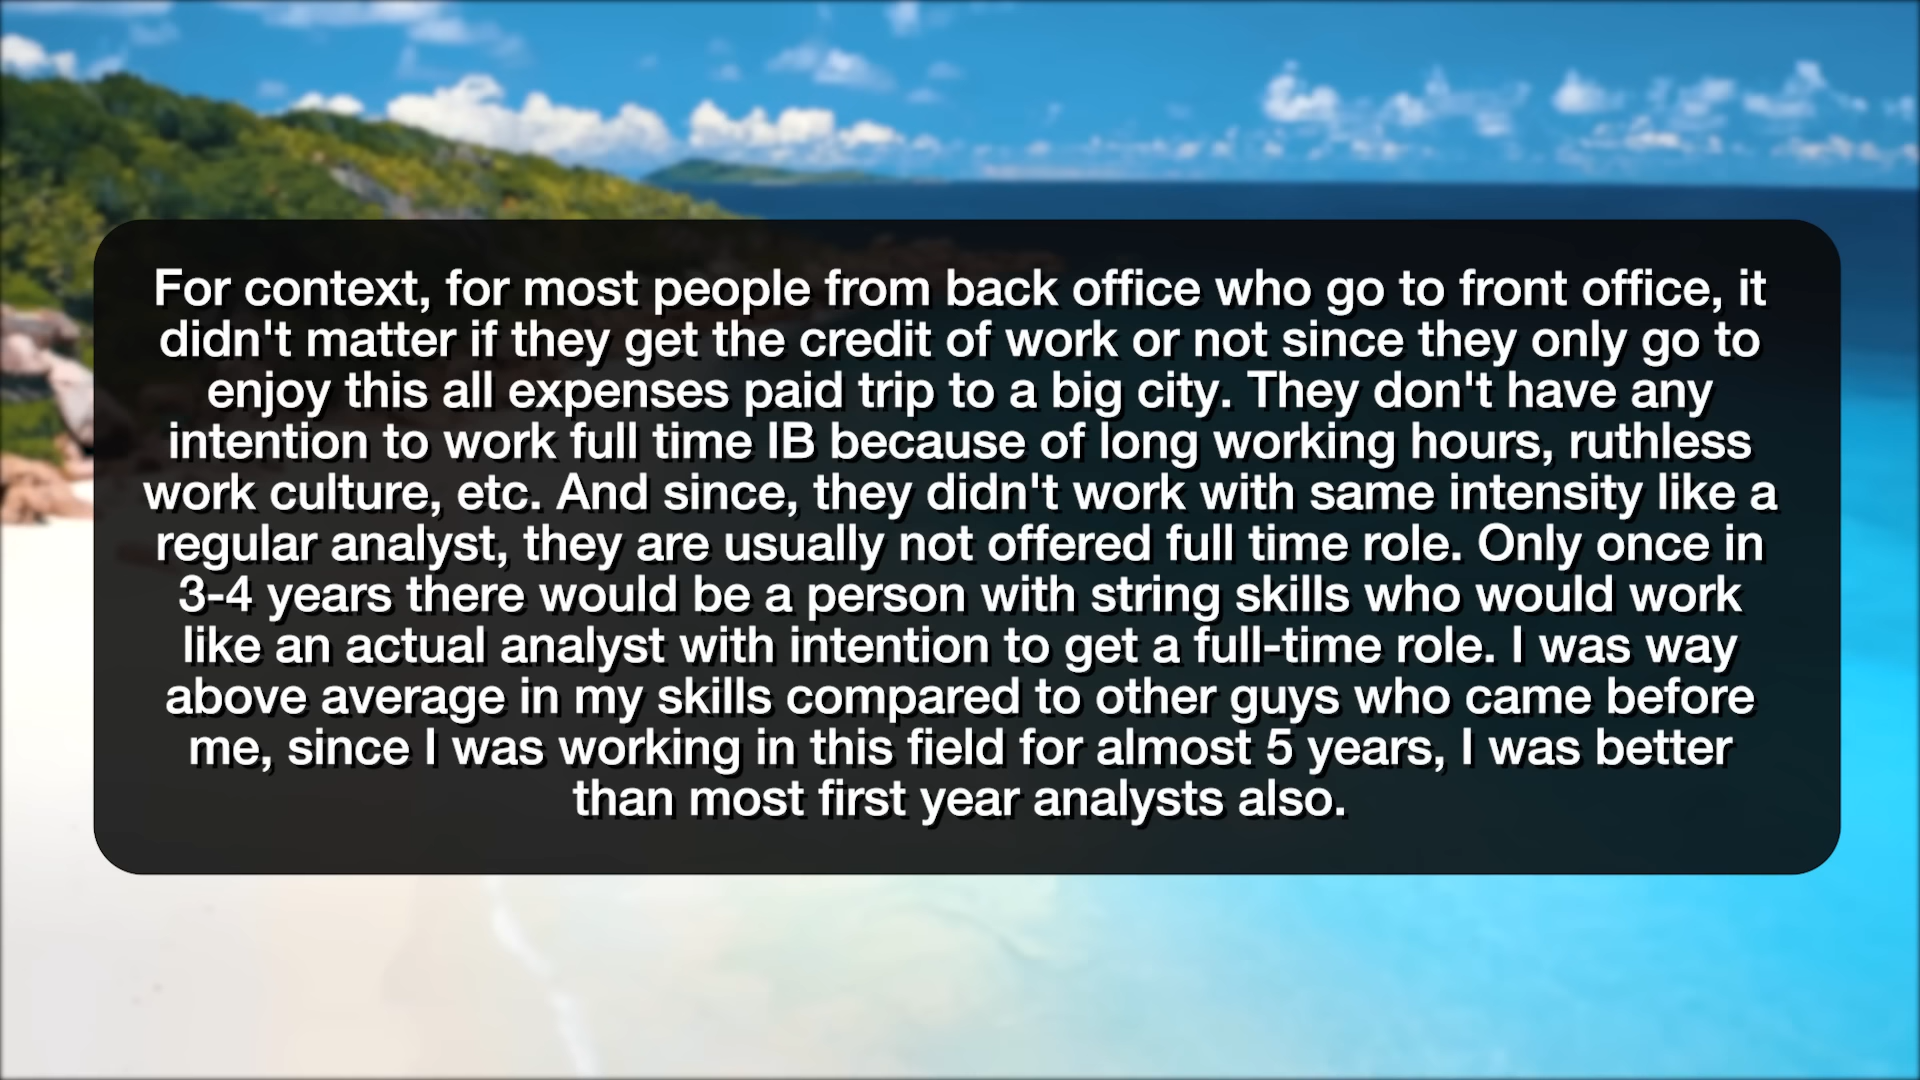 For context, for most people from back office who go to front office, it
didn't matter if they get the credit of work or not since they only go to
enjoy this all expenses paid trip to a big city. They don't have any
intention to work full time IB because of long working hours, ruthless
work culture, etc. And since, they didn't work with same intensity like a
regular analyst, they are usually not offered full time role. Only once in
3-4 years there would be a person with string skills who would work
like an actual analyst with intention to get a full-time role. I was way
above average in my skills compared to other guys who came before
me, since I was working in this field for almost 5 years, I was better
than most first year analysts also.